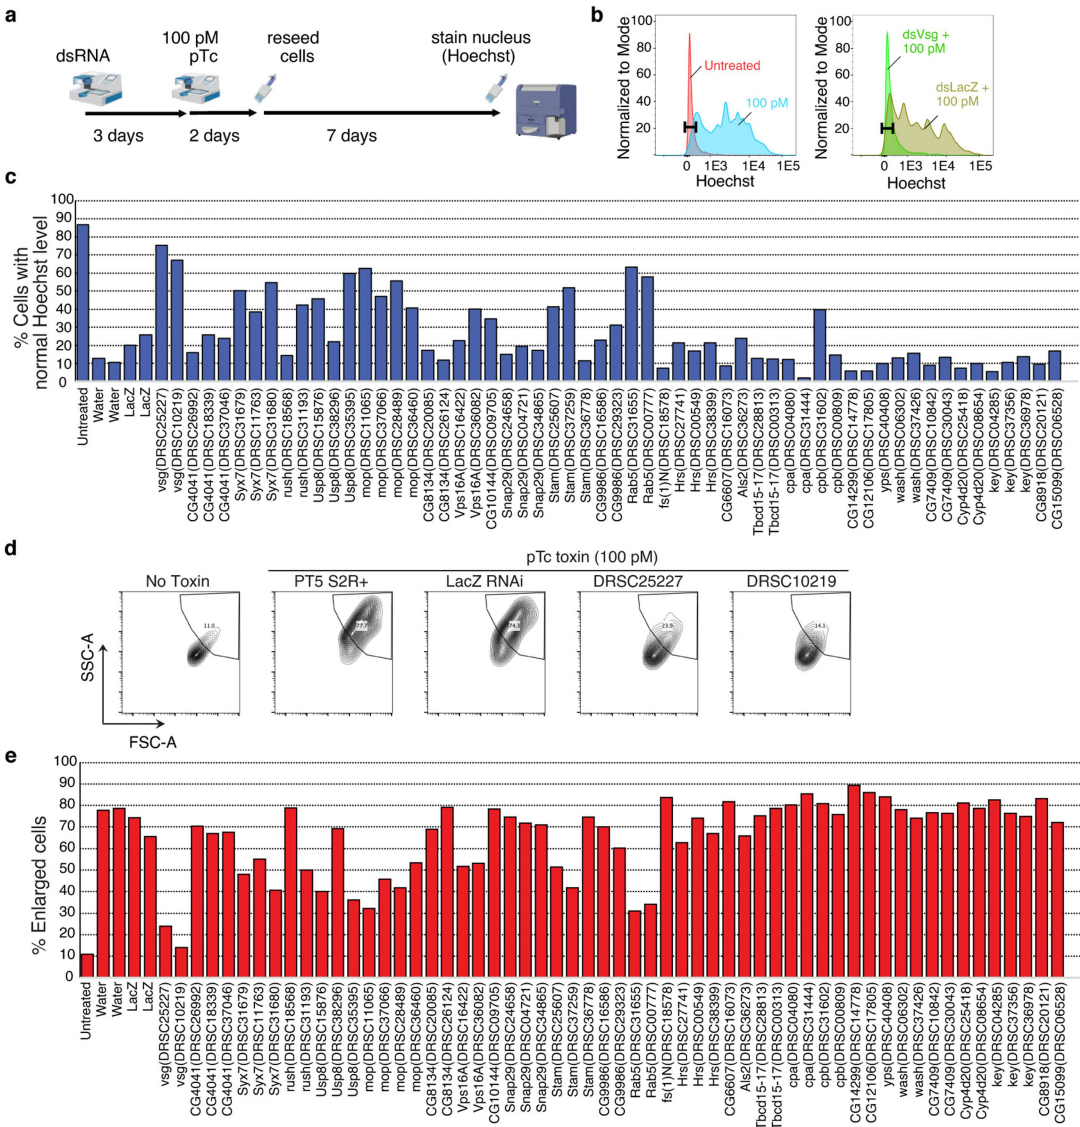 a
dsRNA
100 pM
pTc
reseed
cells
stain nucleus
(Hoechst)
3 days
2 days
7 days
b
Normalized to Mode
100
80
60
40
20
Untreated
100 pM
0
1E3
1E4
1E5
Hoechst
Normalized to Mode
100
80
60
40
20
dsVsg +
100 pM
dsLacZ +
100 pM
0
1E3
1E4
1E5
Hoechst
c
% Cells with
normal Hoechst level
100
90
80
70
60
50
40
30
20
10
0
Untreated
Water
Water
LacZ
LacZ
vsg(DRSC25227)
vsg(DRSC10219)
CG4041(DRSC26992)
CG4041(DRSC18339)
CG4041(DRSC37046)
Syx7(DRSC31679)
Syx7(DRSC11763)
Syx7(DRSC31680)
rush(DRSC18568)
rush(DRSC31193)
Usp8(DRSC15876)
Usp8(DRSC38296)
Usp8(DRSC35395)
mop(DRSC11065)
mop(DRSC37066)
mop(DRSC28489)
mop(DRSC36460)
CG8134(DRSC20085)
CG8134(DRSC26124)
Vps16A(DRSC16422)
Vps16A(DRSC36082)
CG10144(DRSC09705)
Snap29(DRSC24658)
Snap29(DRSC04721)
Snap29(DRSC34865)
Stam(DRSC25607)
Stam(DRSC37259)
Stam(DRSC36778)
CG9986(DRSC16586)
CG9986(DRSC29323)
Rab5(DRSC31655)
Rab5(DRSC00777)
fs(1)N(DRSC18578)
Hrs(DRSC27741)
Hrs(DRSC00549)
Hrs(DRSC38399)
CG6607(DRSC16073)
Als2(DRSC36273)
Tbcd15-17(DRSC28813)
Tbcd15-17(DRSC00313)
cpa(DRSC04080)
cpa(DRSC31444)
cpb(DRSC31602)
cpb(DRSC00809)
CG14299(DRSC14778)
CG12106(DRSC17805)
yps(DRSC40408)
wash(DRSC06302)
wash(DRSC37426)
CG7409(DRSC10842)
CG7409(DRSC30043)
Cyp4d20(DRSC25418)
Cyp4d20(DRSC08654)
key(DRSC04285)
key(DRSC37356)
key(DRSC36978)
CG8918(DRSC20121)
CG15099(DRSC06528)
d
pTc toxin (100 pM)
No Toxin
PT5 S2R+
LacZ RNAi
DRSC25227
DRSC10219
11.0
77.7
74.3
23.9
14.1
SSC-A
FSC-A
e
% Enlarged cells
100
90
80
70
60
50
40
30
20
10
0
Untreated
Water
Water
LacZ
LacZ
vsg(DRSC25227)
vsg(DRSC10219)
CG4041(DRSC26992)
CG4041(DRSC18339)
CG4041(DRSC37046)
Syx7(DRSC31679)
Syx7(DRSC11763)
Syx7(DRSC31680)
rush(DRSC18568)
rush(DRSC31193)
Usp8(DRSC15876)
Usp8(DRSC38296)
Usp8(DRSC35395)
mop(DRSC11065)
mop(DRSC37066)
mop(DRSC28489)
mop(DRSC36460)
CG8134(DRSC20085)
CG8134(DRSC26124)
Vps16A(DRSC16422)
Vps16A(DRSC36082)
CG10144(DRSC09705)
Snap29(DRSC24658)
Snap29(DRSC04721)
Snap29(DRSC34865)
Stam(DRSC25607)
Stam(DRSC37259)
Stam(DRSC36778)
CG9986(DRSC16586)
CG9986(DRSC29323)
Rab5(DRSC31655)
Rab5(DRSC00777)
fs(1)N(DRSC18578)
Hrs(DRSC27741)
Hrs(DRSC00549)
Hrs(DRSC38399)
CG6607(DRSC16073)
Als2(DRSC36273)
Tbcd15-17(DRSC28813)
Tbcd15-17(DRSC00313)
cpa(DRSC04080)
cpa(DRSC31444)
cpb(DRSC31602)
cpb(DRSC00809)
CG14299(DRSC14778)
CG12106(DRSC17805)
yps(DRSC40408)
wash(DRSC06302)
wash(DRSC37426)
CG7409(DRSC10842)
CG7409(DRSC30043)
Cyp4d20(DRSC25418)
Cyp4d20(DRSC08654)
key(DRSC04285)
key(DRSC37356)
key(DRSC36978)
CG8918(DRSC20121)
CG15099(DRSC06528)